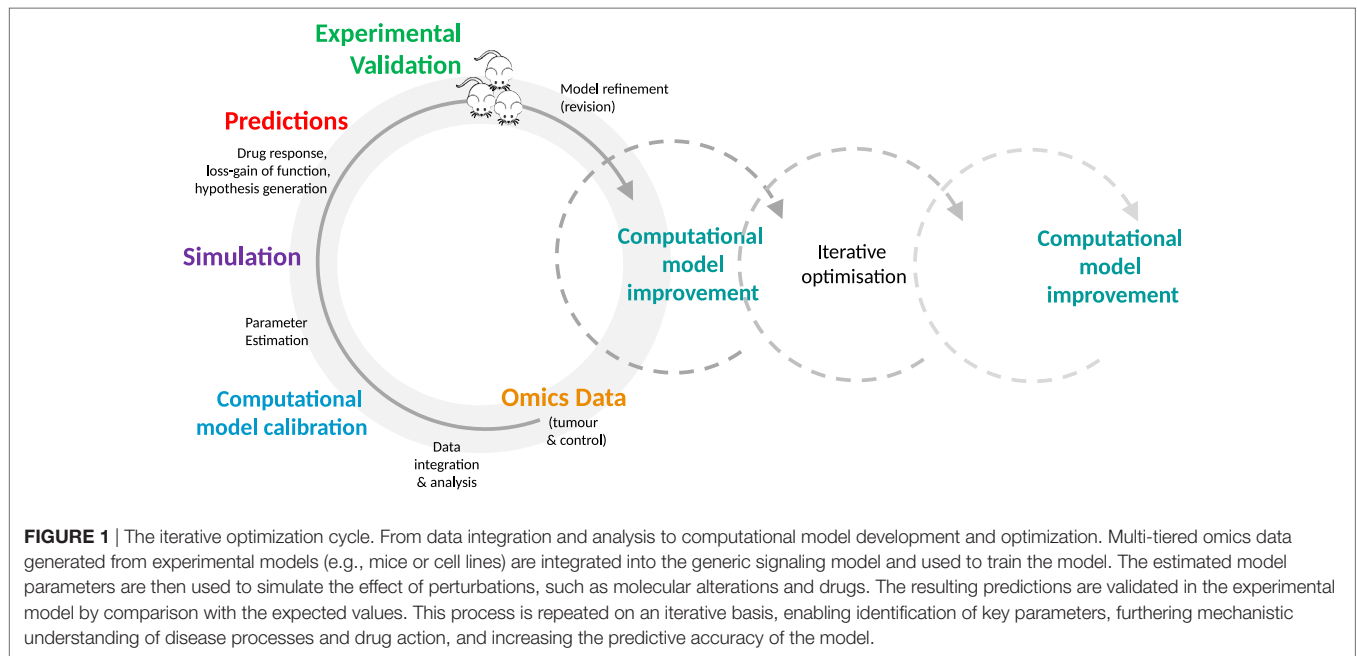 Experimental
Validation
Model refinement
(revision)
Predictions
Drug response,
loss-gain of function,
hypothesis generation
Simulation
Computational
model
improvement
Iterative
optimisation
Computational
model
improvement
Parameter
Estimation
Computational
model calibration
Omics Data
(tumour
& control)
Data
integration
& analysis
FIGURE 1 | The iterative optimization cycle. From data integration and analysis to computational model development and optimization. Multi-tiered omics data
generated from experimental models (e.g., mice or cell lines) are integrated into the generic signaling model and used to train the model. The estimated model
parameters are then used to simulate the effect of perturbations, such as molecular alterations and drugs. The resulting predictions are validated in the experimental
model by comparison with the expected values. This process is repeated on an iterative basis, enabling identification of key parameters, furthering mechanistic
understanding of disease processes and drug action, and increasing the predictive accuracy of the model.